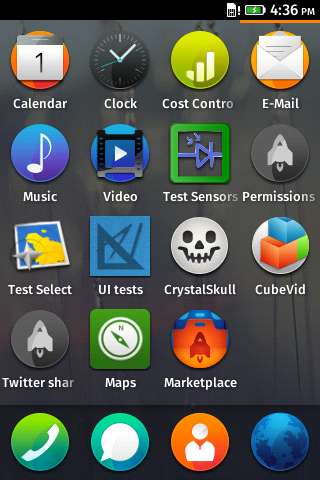 4:36 PM
Calendar Clock Cost Contro E-Mail
1
Music Video Test Sensors Permissions
Test Select UI tests CrystalSkull CubeVid
N
Twitter shar Maps Marketplace